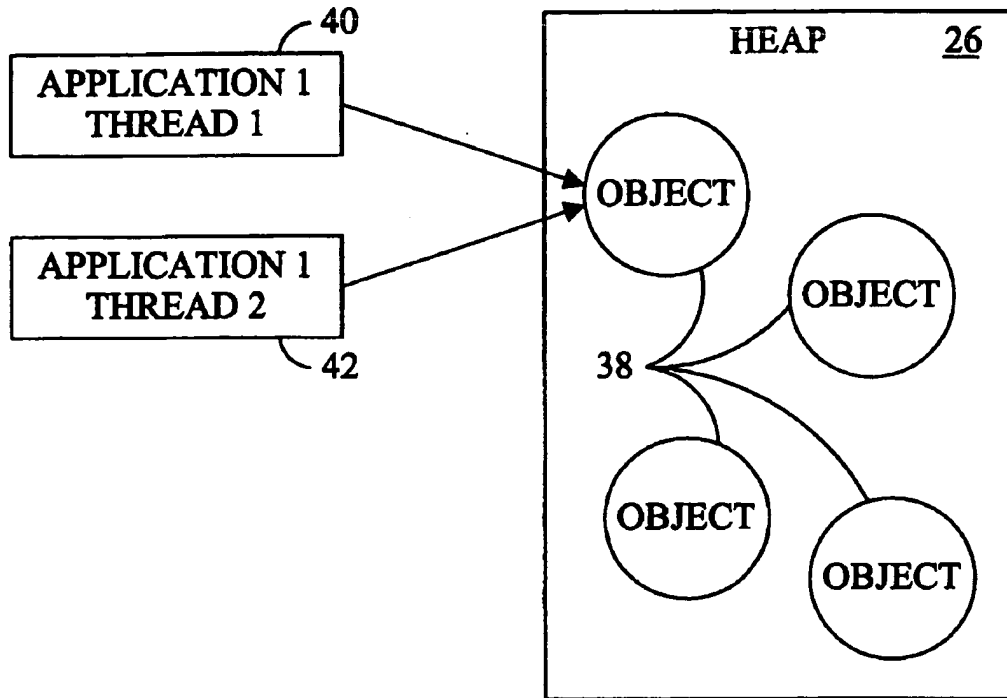 40
APPLICATION 1
THREAD 1
APPLICATION 1
THREAD 2
42
HEAP 26
OBJECT
OBJECT
38
OBJECT
OBJECT